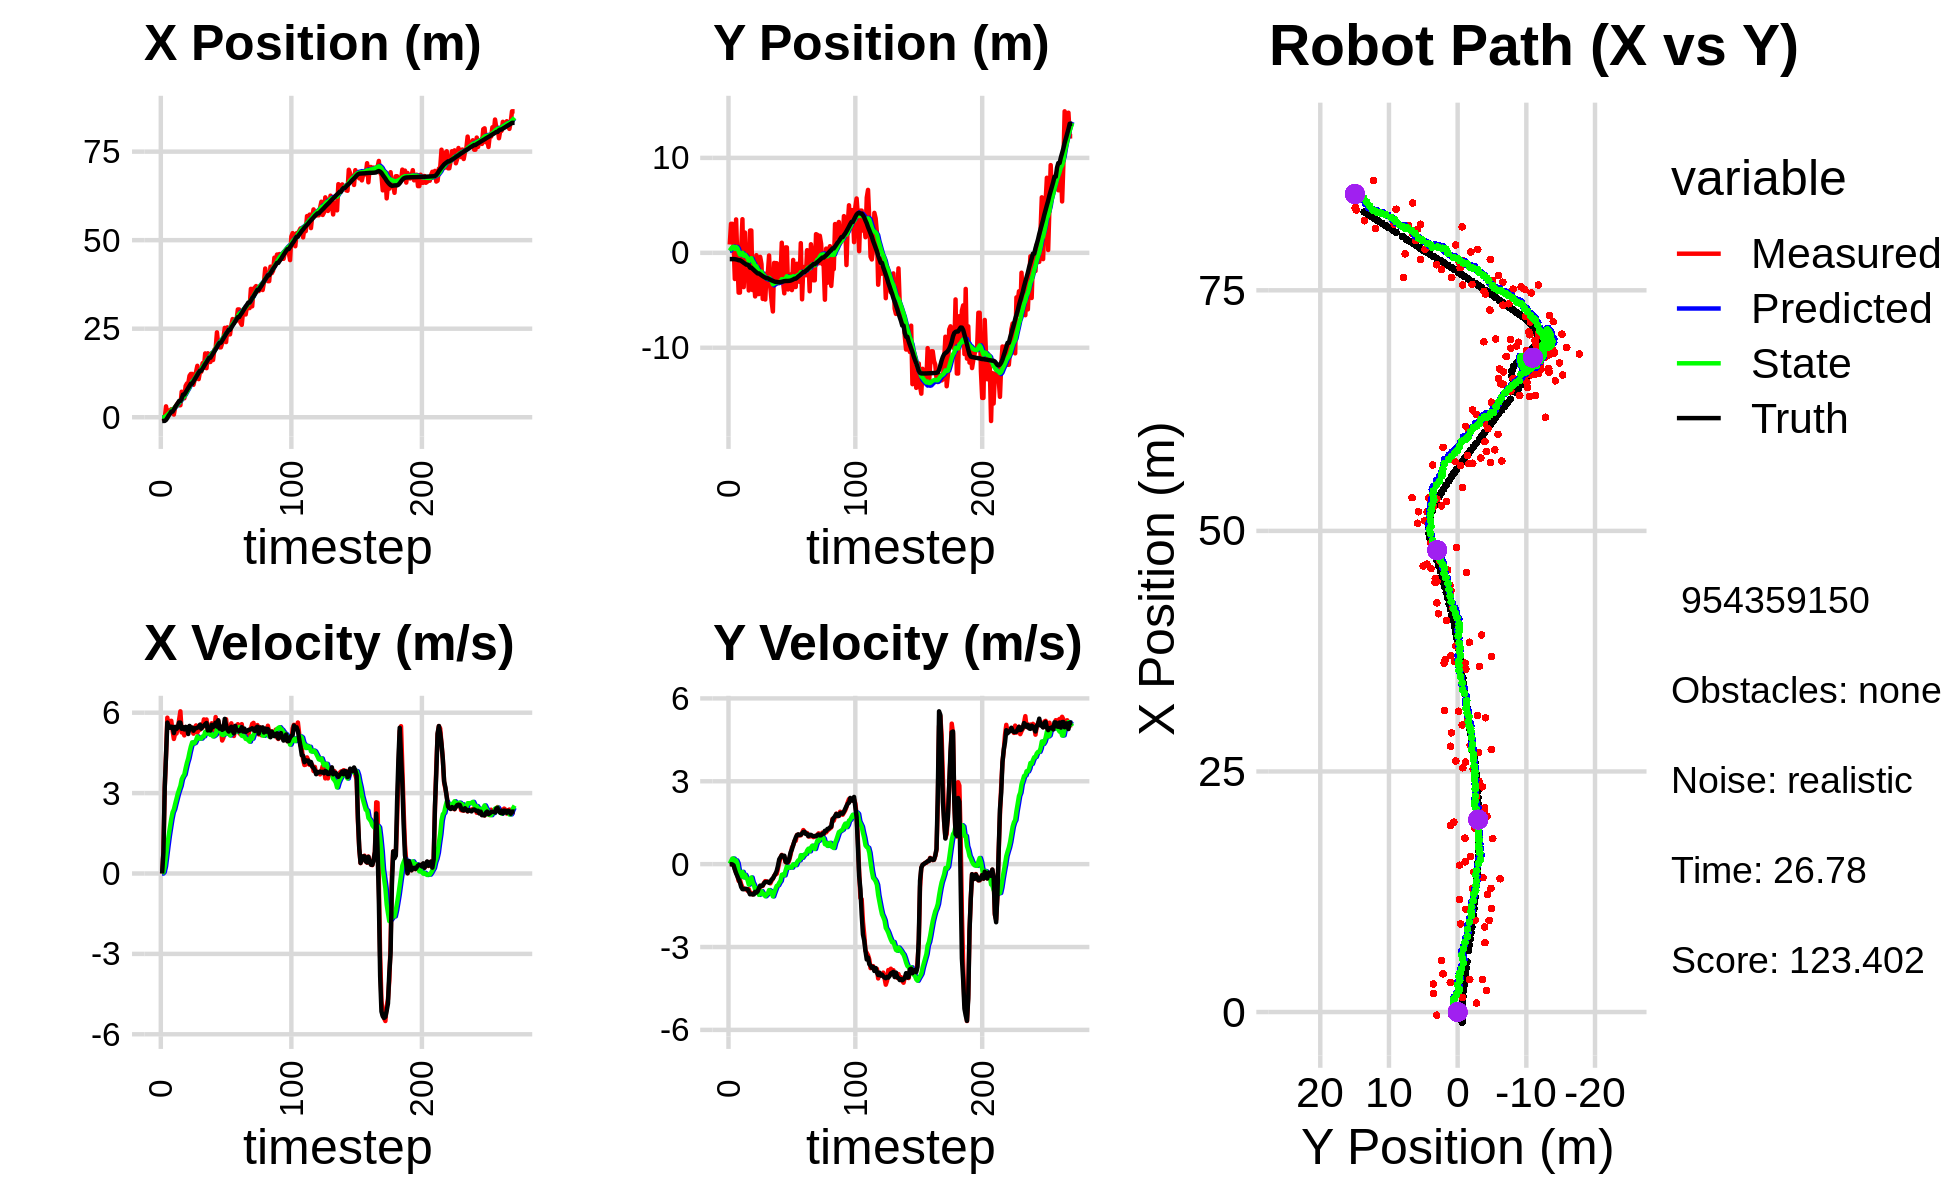 X Position (m)
75
50
25
0
0
100
200
timestep
Y Position (m)
10
0
-10
0
100
200
timestep
X Velocity (m/s)
6
3
0
-3
-6
0
100
200
timestep
Y Velocity (m/s)
6
3
0
-3
-6
0
100
200
timestep
Robot Path (X vs Y)
X Position (m)
75
50
25
0
20 10 0 -10 -20
Y Position (m)
variable
Measured
Predicted
State
Truth
954359150
Obstacles: none
Noise: realistic
Time: 26.78
Score: 123.402